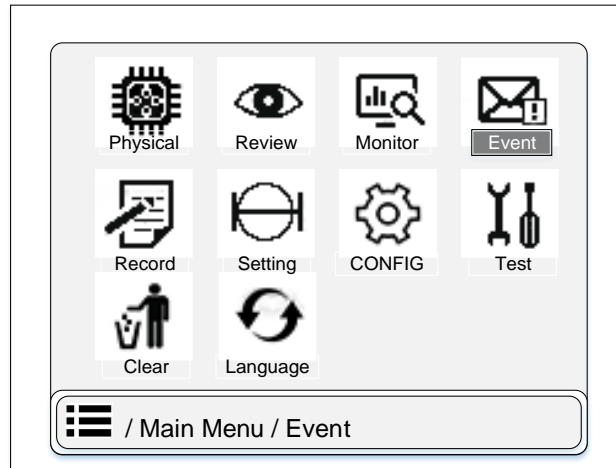 Physical Review Monitor Event
Record Setting CONFIG Test
Clear Language
/ Main Menu / Event